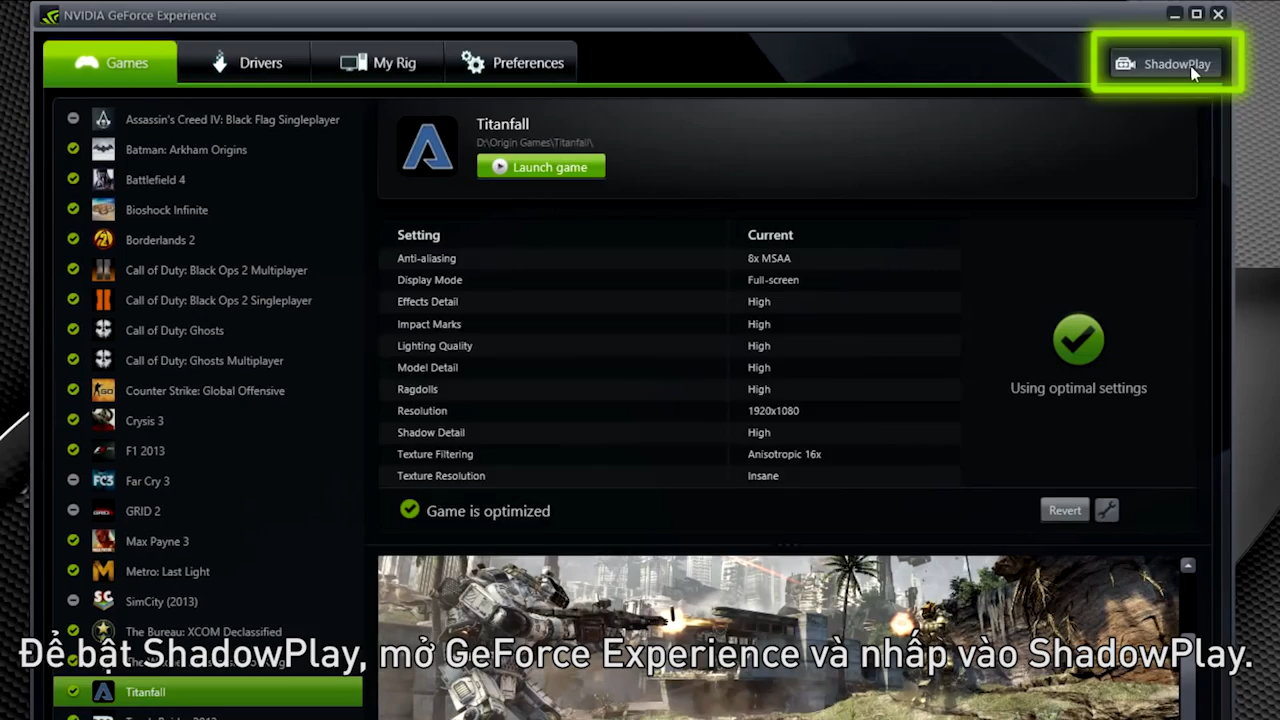 NVIDIA GeForce Experience
Games
Drivers
My Rig
Preferences
ShadowPlay
Assassin's Creed IV: Black Flag Singleplayer
Batman: Arkham Origins
Battlefield 4
Bioshock Infinite
Borderlands 2
Call of Duty: Black Ops 2 Multiplayer
Call of Duty: Black Ops 2 Singleplayer
Call of Duty: Ghosts
Call of Duty: Ghosts Multiplayer
Counter Strike: Global Offensive
Crysis 3
F1 2013
FC3
Far Cry 3
GRID 2
Max Payne 3
Metro: Last Light
SimCity (2013)
The Bureau: XCOM Declassified
Titanfall
Titanfall
D:\Origin Games\Titanfall\
Launch game
Setting Current
Anti-aliasing 8x MSAA
Display Mode Full-screen
Effects Detail High
Impact Marks High
Lighting Quality High
Model Detail High
Ragdolls High
Resolution 1920x1080
Shadow Detail High
Texture Filtering Anisotropic 16x
Texture Resolution Insane
Using optimal settings
Game is optimized
Revert
Để bật ShadowPlay, mở GeForce Experience và nhấp vào ShadowPlay.